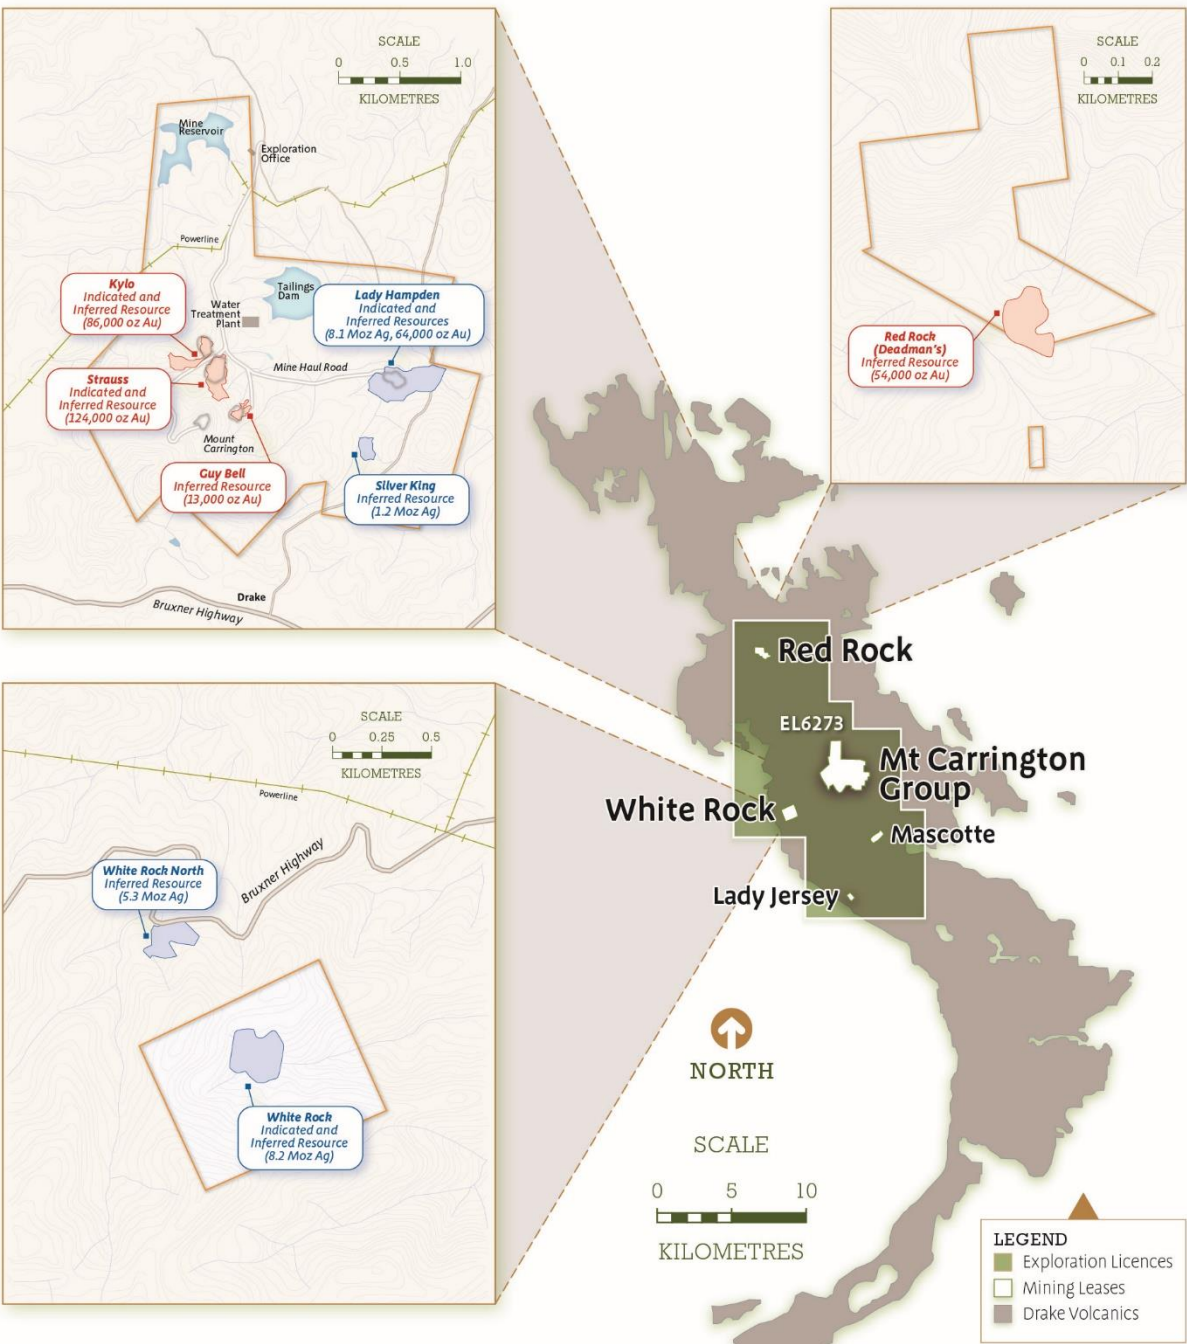 SCALE
0 0.5 1.0
KILOMETRES
Mine
Reservoir
Exploration
Office
Powerline
Kylo
Indicated and
Inferred Resource
(86,000 oz Au)
Water
Treatment
Plant
Tailings
Dam
Lady Hampden
Indicated and
Inferred Resources
(8.1 Moz Ag, 64,000 oz Au)
Strauss
Indicated and
Inferred Resource
(124,000 oz Au)
Mine Haul Road
Mount
Carrington
Guy Bell
Inferred Resource
(13,000 oz Au)
Silver King
Inferred Resource
(1.2 Moz Ag)
Drake
Bruxner Highway
SCALE
0 0.1 0.2
KILOMETRES
Red Rock
(Deadman's)
Inferred Resource
(54,000 oz Au)
SCALE
0 0.25 0.5
KILOMETRES
Powerline
Bruxner Highway
White Rock North
Inferred Resource
(5.3 Moz Ag)
White Rock
Indicated and
Inferred Resource
(8.2 Moz Ag)
Red Rock
EL6273
Mt Carrington
Group
White Rock
Mascotte
Lady Jersey
NORTH
SCALE
0 5 10
KILOMETRES
LEGEND
Exploration Licences
Mining Leases
Drake Volcanics